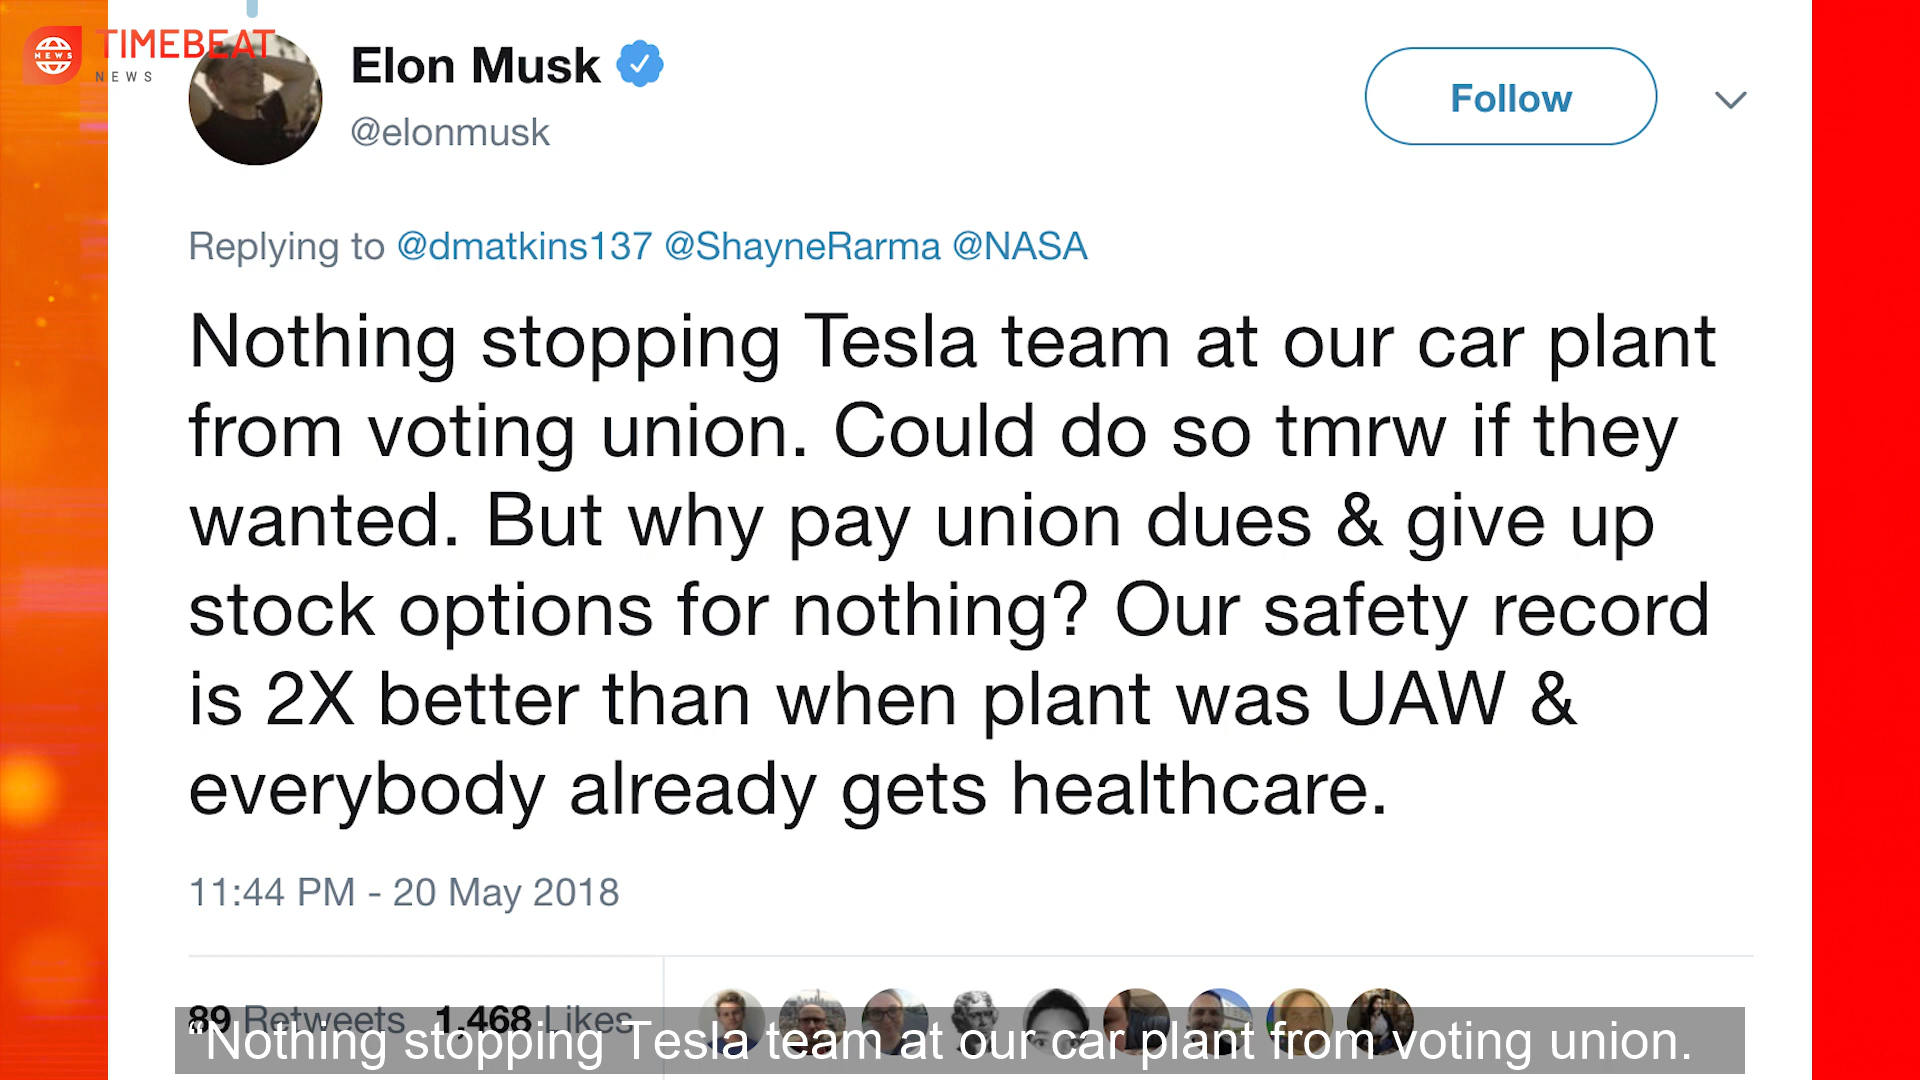 TIMEBEAT
NEWS
NEWS
Elon Musk
@elonmusk
Follow
Replying to @dmatkins137 @ShayneRarma @NASA
Nothing stopping Tesla team at our car plant
from voting union. Could do so tmrw if they
wanted. But why pay union dues & give up
stock options for nothing? Our safety record
is 2X better than when plant was UAW &
everybody already gets healthcare.
11:44 PM - 20 May 2018
89 Retweets 1,468 Likes
“Nothing stopping Tesla team at our car plant from voting union.